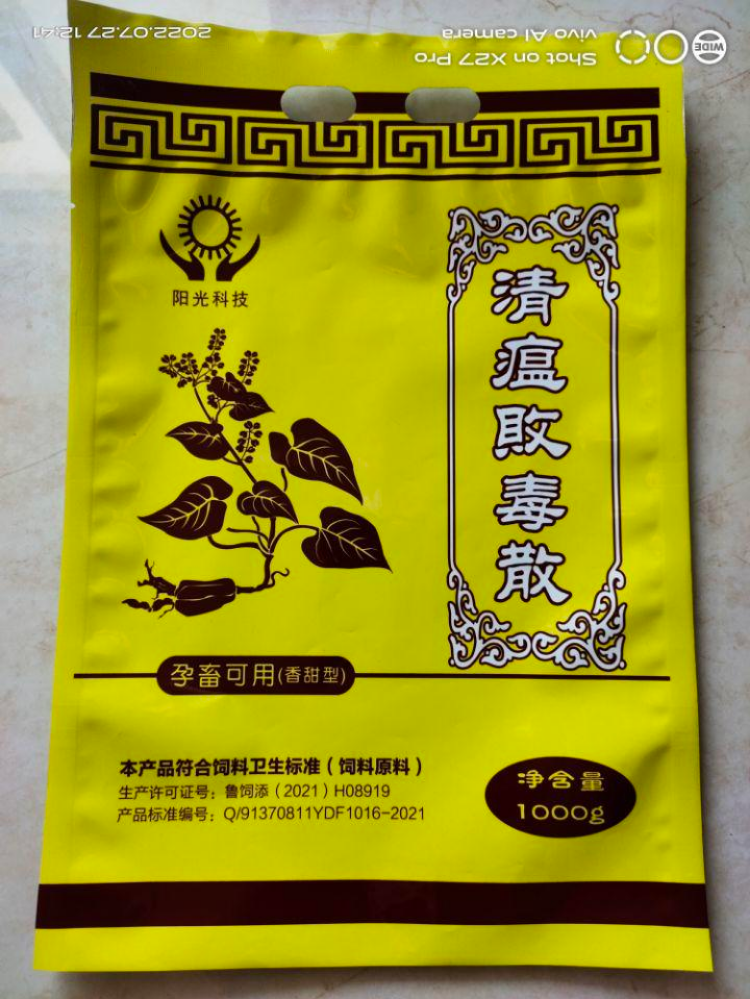 WIDE
Shot on X27 Pro
vivo AI camera
2022.07.27 12:41
阳光科技
清瘟败毒散
孕畜可用(香甜型)
本产品符合饲料卫生标准（饲料原料）
生产许可证号：鲁饲添（2021）H08919
产品标准编号：Q/91370811YDF1016-2021
净含量
1000g